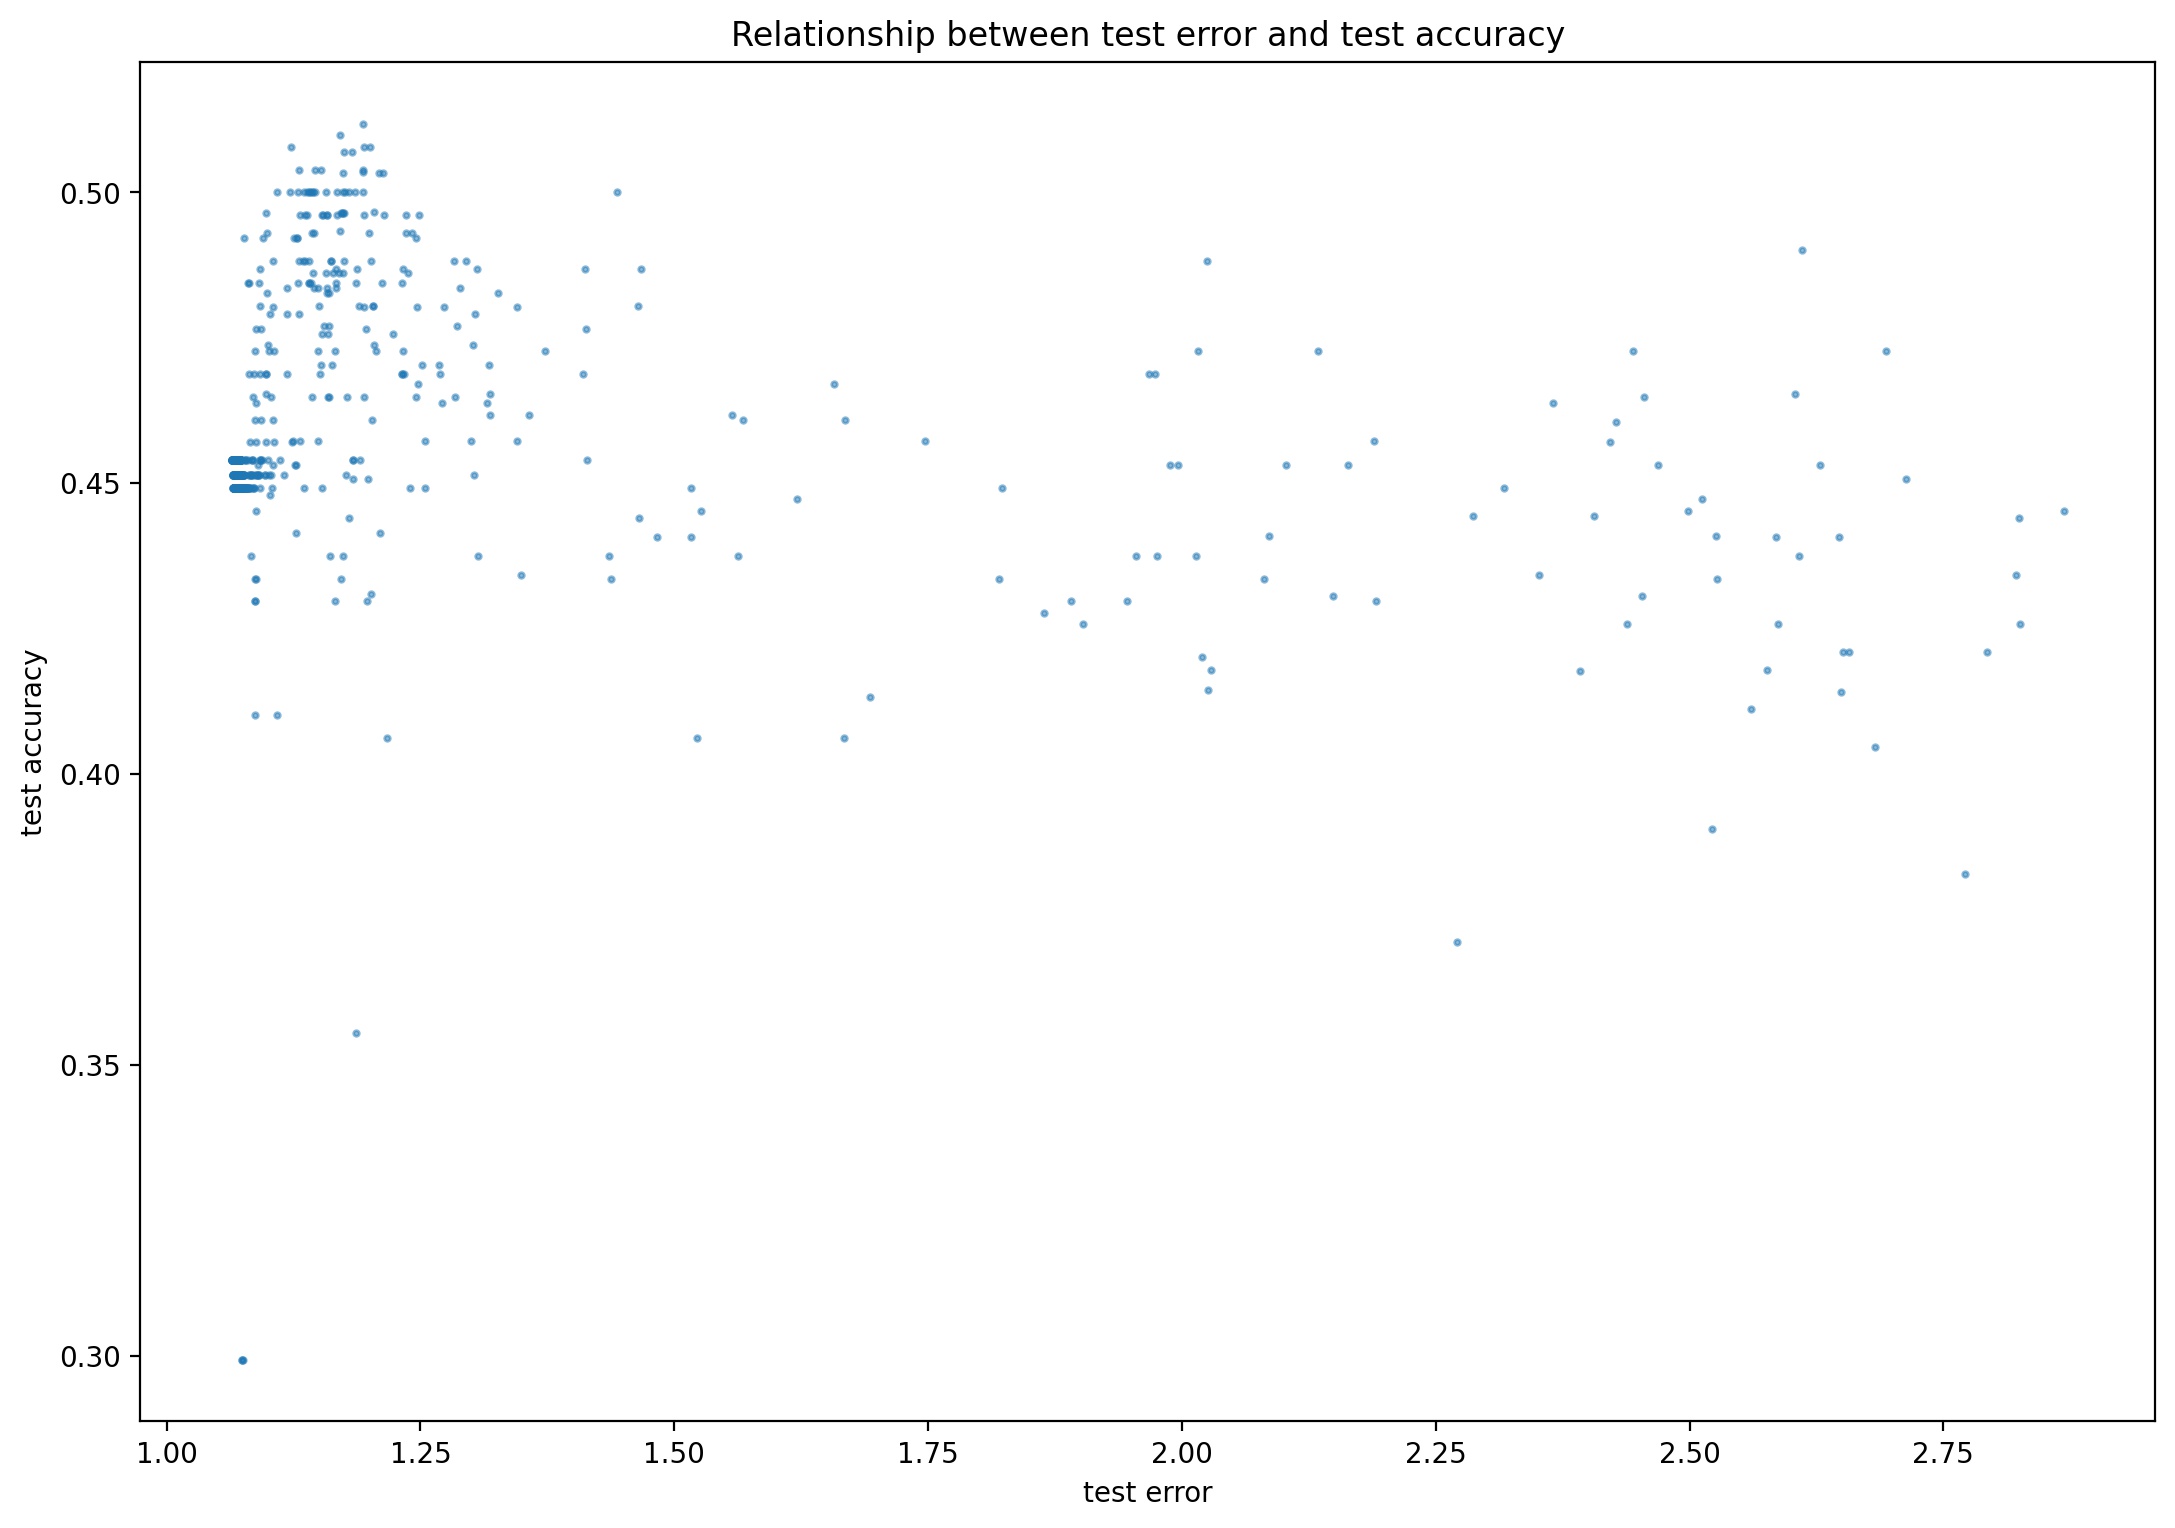 Relationship between test error and test accuracy
0.50
0.45
0.40
0.35
0.30
test accuracy
1.00 1.25 1.50 1.75 2.00 2.25 2.50 2.75
test error